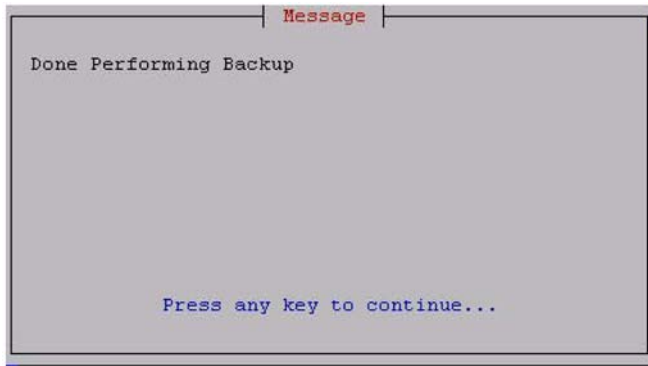 Message
Done Performing Backup
Press any key to continue...